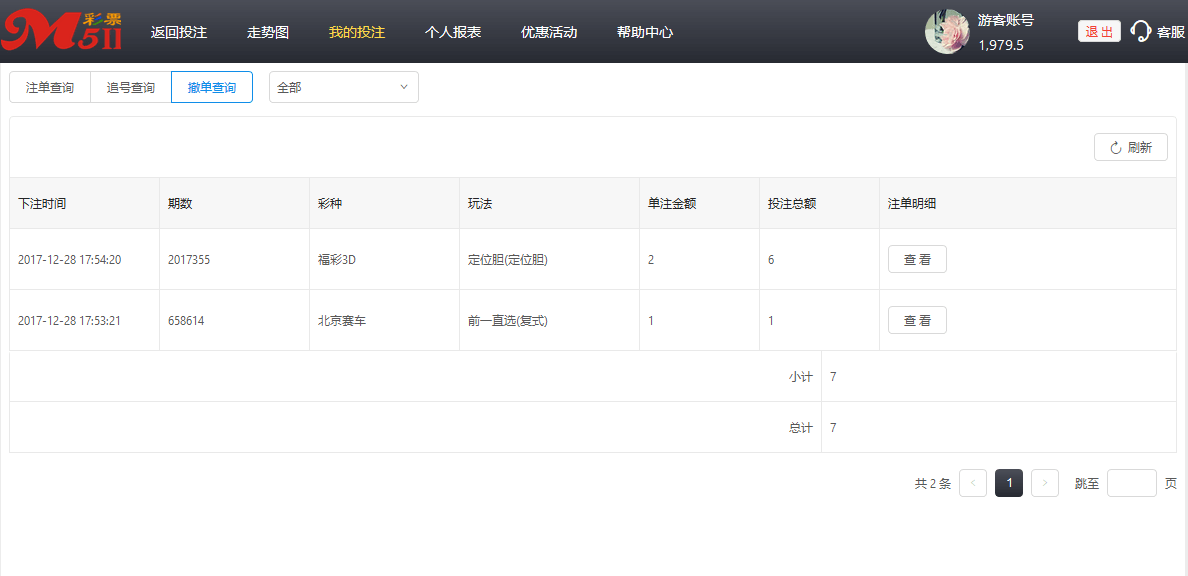 M511彩票
返回投注 走势图 我的投注 个人报表 优惠活动 帮助中心 游客账号 1,979.5 退出 客服
注单查询 追号查询 撤单查询 全部
刷新
下注时间 期数 彩种 玩法 单注金额 投注总额 注单明细
2017-12-28 17:54:20 2017355 福彩3D 定位胆(定位胆) 2 6 查 看
2017-12-28 17:53:21 658614 北京赛车 前一直选(复式) 1 1 查 看
小计 7
总计 7
共 2 条 < 1 > 跳至 页